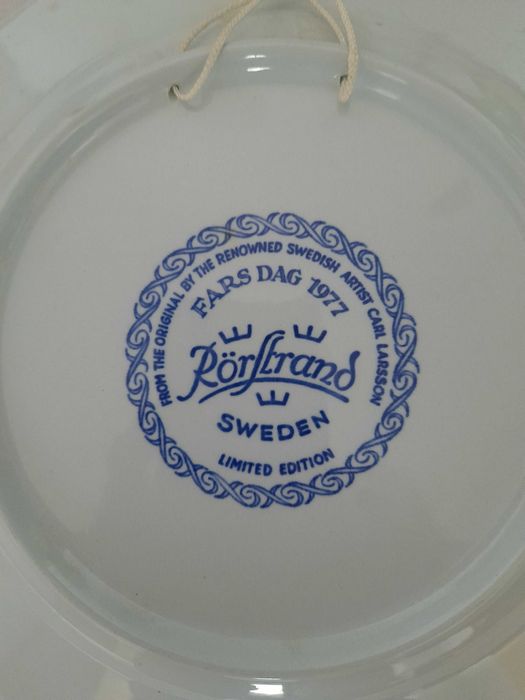 FROM THE ORIGINAL BY THE RENOWNED SWEDISH ARTIST CARL LARSSON
FARS DAG 1977
Rörstrand
SWEDEN
LIMITED EDITION